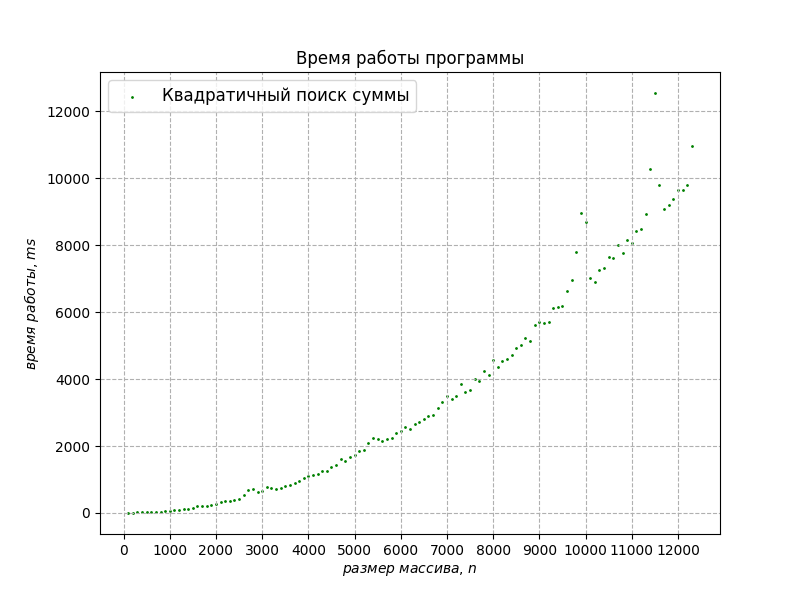 Время работы программы
Квадратичный поиск суммы
12000
10000
8000
6000
4000
2000
0
время работы, ms
0 1000 2000 3000 4000 5000 6000 7000 8000 9000 10000 11000 12000
размер массива, n